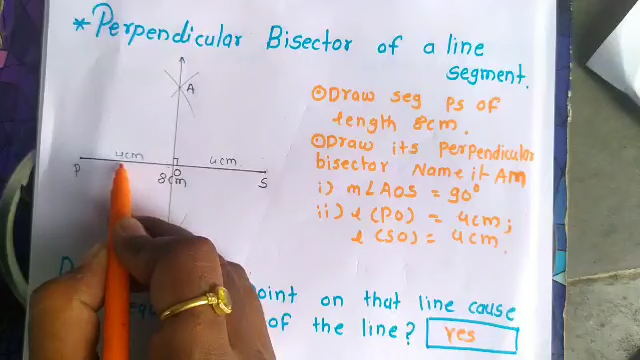 *Perpendicular Bisector of a line
segment.
A
4cm
4cm
P
O
S
8cm
⊙Draw seg PS of
length 8cm.
⊙Draw its perpendicular
bisector Name it AM
i) m∠AOS = 90°
ii) l (PO) = 4cm;
l (SO) = 4cm.
point on that line cause
of the line? yes